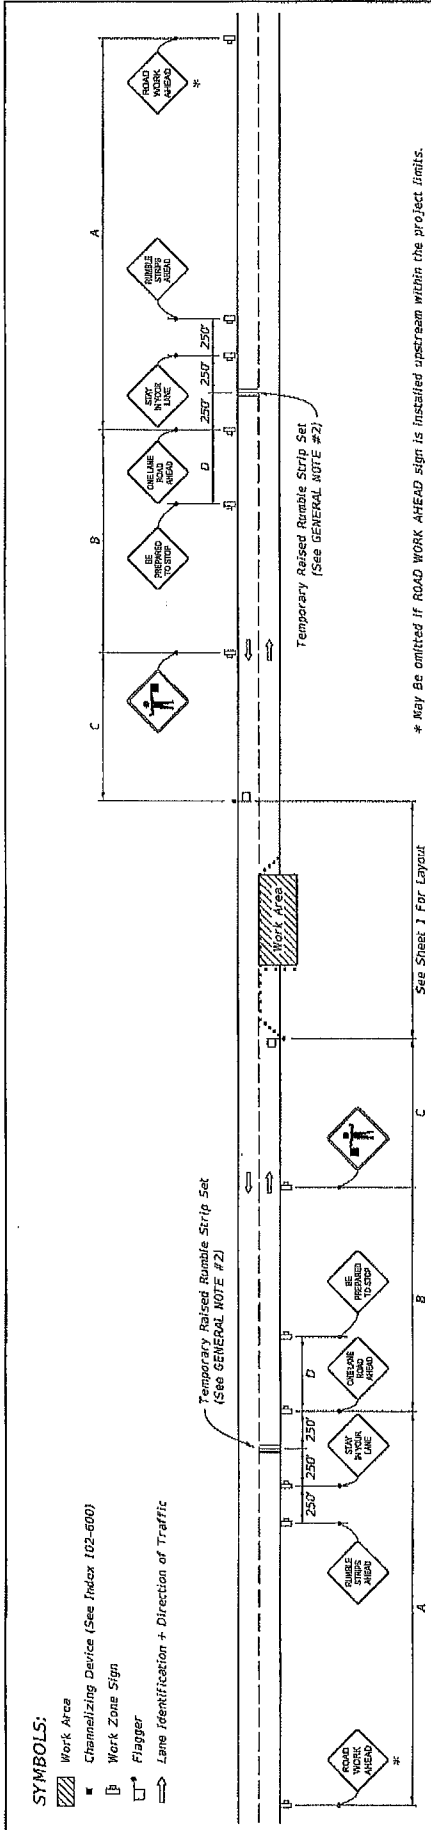 SYMBOLS:
Work Area
Channelizing Device (See Index 102-600)
Work Zone Sign
Flagger
Lane Identification + Direction of Traffic
ROAD
WORK
AHEAD
*
A
RUMBLE
STRIPS
AHEAD
250'
250'
250'
STAY
IN YOUR
LANE
ONE LANE
ROAD
AHEAD
D
BE
PREPARED
TO STOP
B
C
Temporary Raised Rumble Strip Set
(See GENERAL NOTE #2)
Work Area
See Sheet 1 For Layout
C
B
BE
PREPARED
TO STOP
D
ONE LANE
ROAD
AHEAD
STAY
IN YOUR
LANE
250'
250'
250'
RUMBLE
STRIPS
AHEAD
A
ROAD
WORK
AHEAD
*
Temporary Raised Rumble Strip Set
(See GENERAL NOTE #2)
* May Be omitted if ROAD WORK AHEAD sign is installed upstream within the project limits.